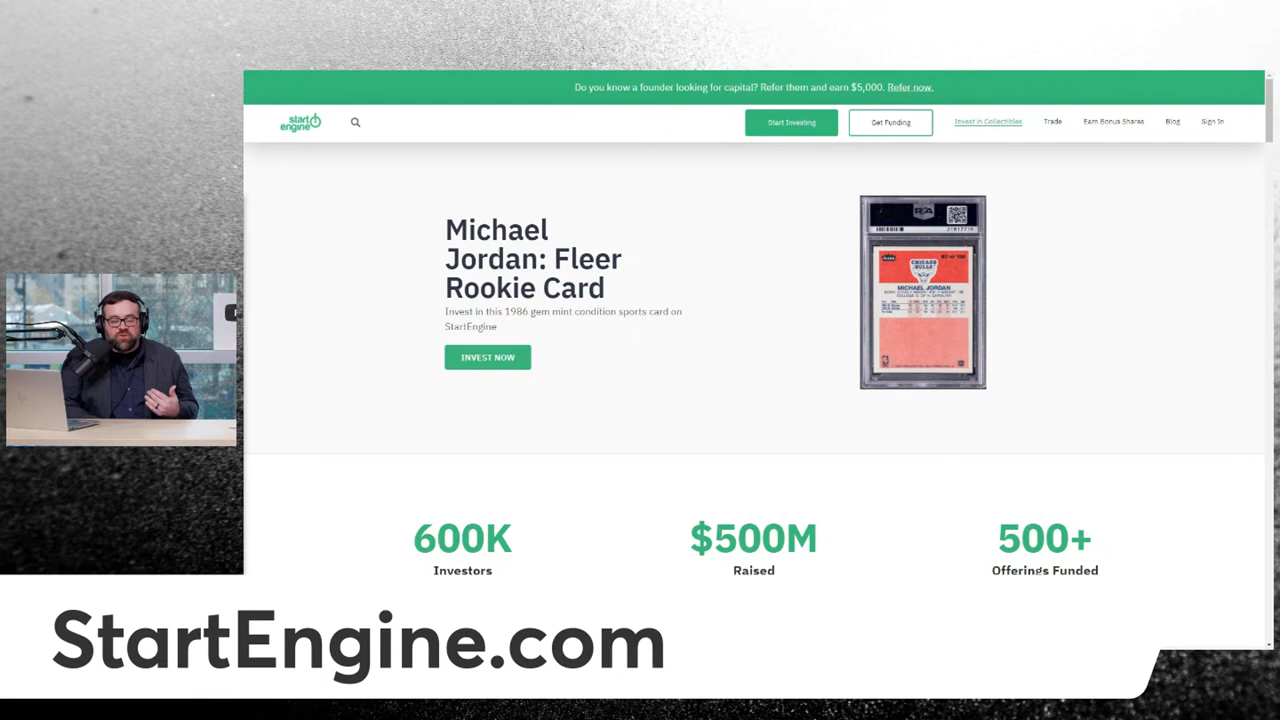 Do you know a founder looking for capital? Refer them and earn $5,000. Refer now.
start engine
Start Investing
Get Funding
Invest in Collectibles
Trade
Earn Bonus Shares
Blog
Sign In
Michael
Jordan: Fleer
Rookie Card
Invest in this 1986 gem mint condition sports card on
StartEngine
INVEST NOW
CHICAGO
BULLS
MICHAEL JORDAN
600K
Investors
$500M
Raised
500+
Offerings Funded
StartEngine.com